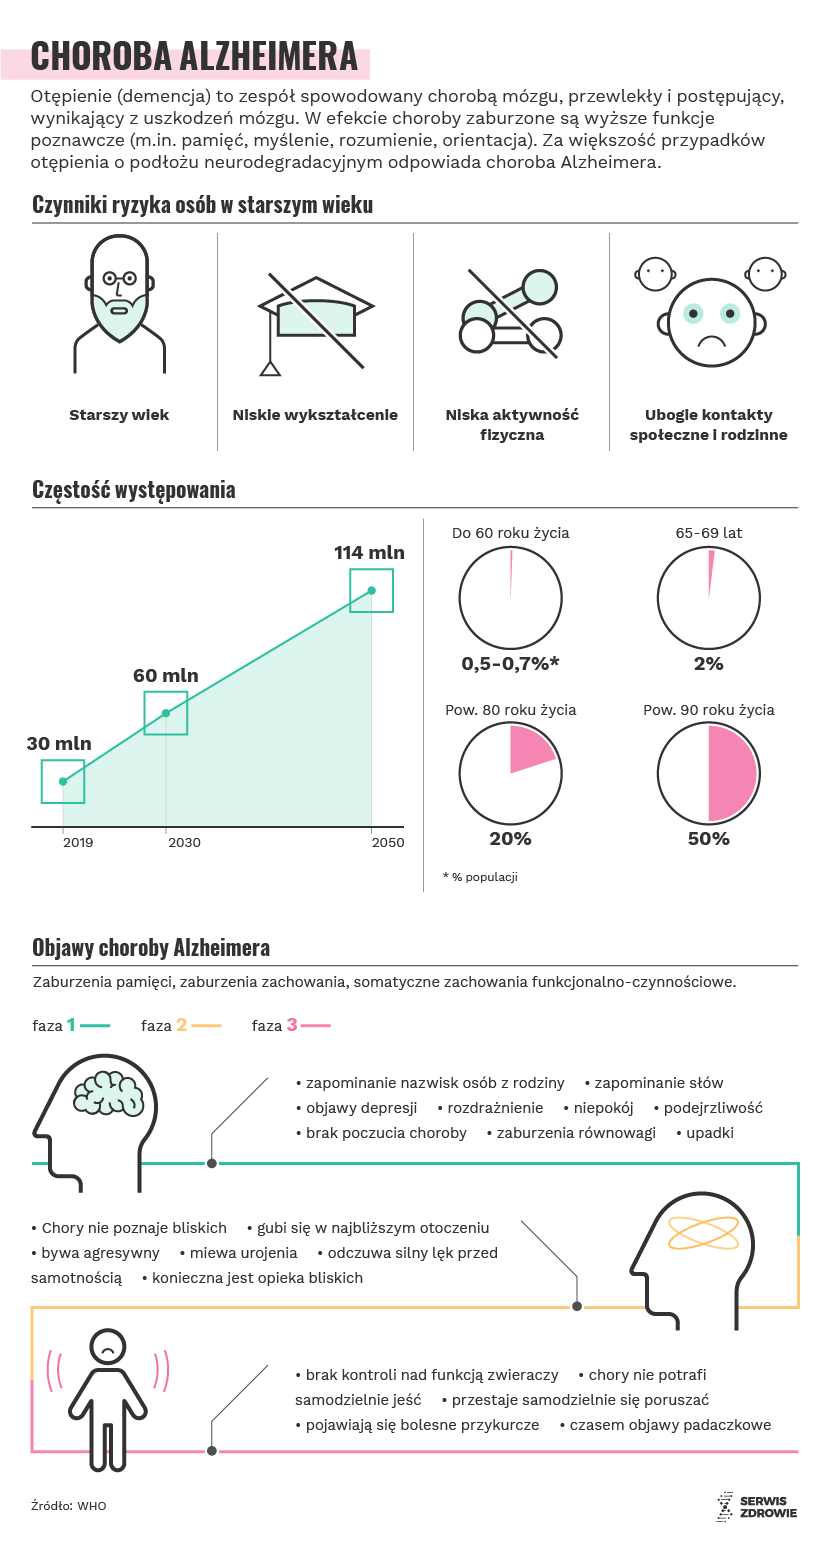 CHOROBA ALZHEIMERA
Otępienie (demencja) to zespół spowodowany chorobą mózgu, przewlekły i postępujący,
wynikający z uszkodzeń mózgu. W efekcie choroby zaburzone są wyższe funkcje
poznawcze (m.in. pamięć, myślenie, rozumienie, orientacja). Za większość przypadków
otępienia o podłożu neurodegradacyjnym odpowiada choroba Alzheimera.
Czynniki ryzyka osób w starszym wieku
Starszy wiek
Niskie wykształcenie
Niska aktywność
fizyczna
Ubogie kontakty
społeczne i rodzinne
Częstość występowania
114 mln
60 mln
30 mln
2019
2030
2050
Do 60 roku życia
0,5-0,7%*
65-69 lat
2%
Pow. 80 roku życia
20%
Pow. 90 roku życia
50%
* % populacji
Objawy choroby Alzheimera
Zaburzenia pamięci, zaburzenia zachowania, somatyczne zachowania funkcjonalno-czynnościowe.
faza 1
faza 2
faza 3
• zapominanie nazwisk osób z rodziny • zapominanie słów
• objawy depresji • rozdrażnienie • niepokój • podejrzliwość
• brak poczucia choroby • zaburzenia równowagi • upadki
• Chory nie poznaje bliskich • gubi się w najbliższym otoczeniu
• bywa agresywny • miewa urojenia • odczuwa silny lęk przed
samotnością • konieczna jest opieka bliskich
• brak kontroli nad funkcją zwieraczy • chory nie potrafi
samodzielnie jeść • przestaje samodzielnie się poruszać
• pojawiają się bolesne przykurcze • czasem objawy padaczkowe
Źródło: WHO
SERWIS
ZDROWIE